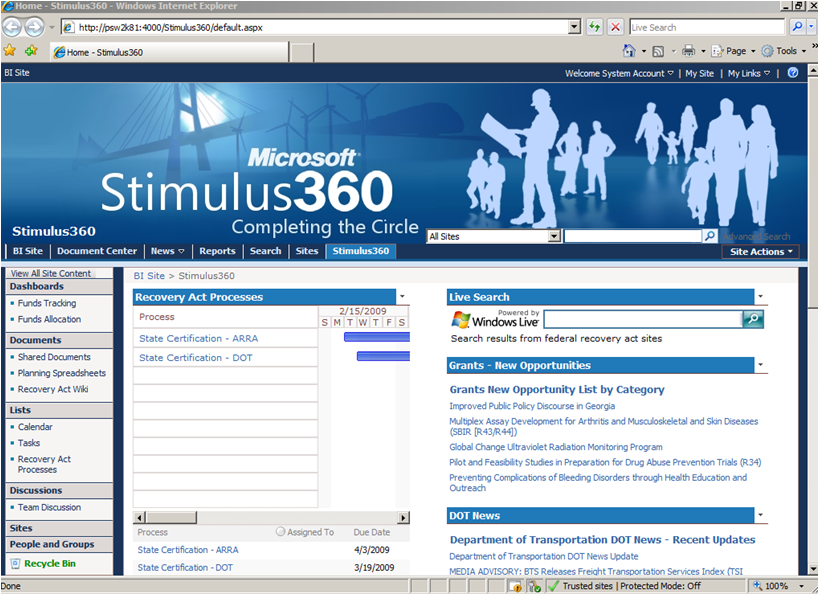 Home - Stimulus360 - Windows Internet Explorer
http://psw2k81:4000/Stimulus360/default.aspx
Live Search
Home - Stimulus360
Page
Tools
BI Site
Welcome System Account | My Site | My Links
Microsoft
Stimulus360
Completing the Circle
Stimulus360
All Sites
Advanced Search
BI Site
Document Center
News
Reports
Search
Sites
Stimulus360
Site Actions
View All Site Content
Dashboards
Funds Tracking
Funds Allocation
Documents
Shared Documents
Planning Spreadsheets
Recovery Act Wiki
Lists
Calendar
Tasks
Recovery Act
Processes
Discussions
Team Discussion
Sites
People and Groups
Recycle Bin
BI Site > Stimulus360
Recovery Act Processes
Process
2/15/2009
S M T W T F S
State Certification - ARRA
State Certification - DOT
Process Assigned To Due Date
State Certification - ARRA 4/3/2009
State Certification - DOT 3/19/2009
Live Search
Powered by
Windows Live
Search results from federal recovery act sites
Grants - New Opportunities
Grants New Opportunity List by Category
Improved Public Policy Discourse in Georgia
Multiplex Assay Development for Arthritis and Musculoskeletal and Skin Diseases
(SBIR [R43/R44])
Global Change Ultraviolet Radiation Monitoring Program
Pilot and Feasibility Studies in Preparation for Drug Abuse Prevention Trials (R34)
Preventing Complications of Bleeding Disorders through Health Education and
Outreach
DOT News
Department of Transportation DOT News - Recent Updates
Department of Transportation DOT News Update
MEDIA ADVISORY: BTS Releases Freight Transportation Services Index (TSI
Done
Trusted sites | Protected Mode: Off
100%